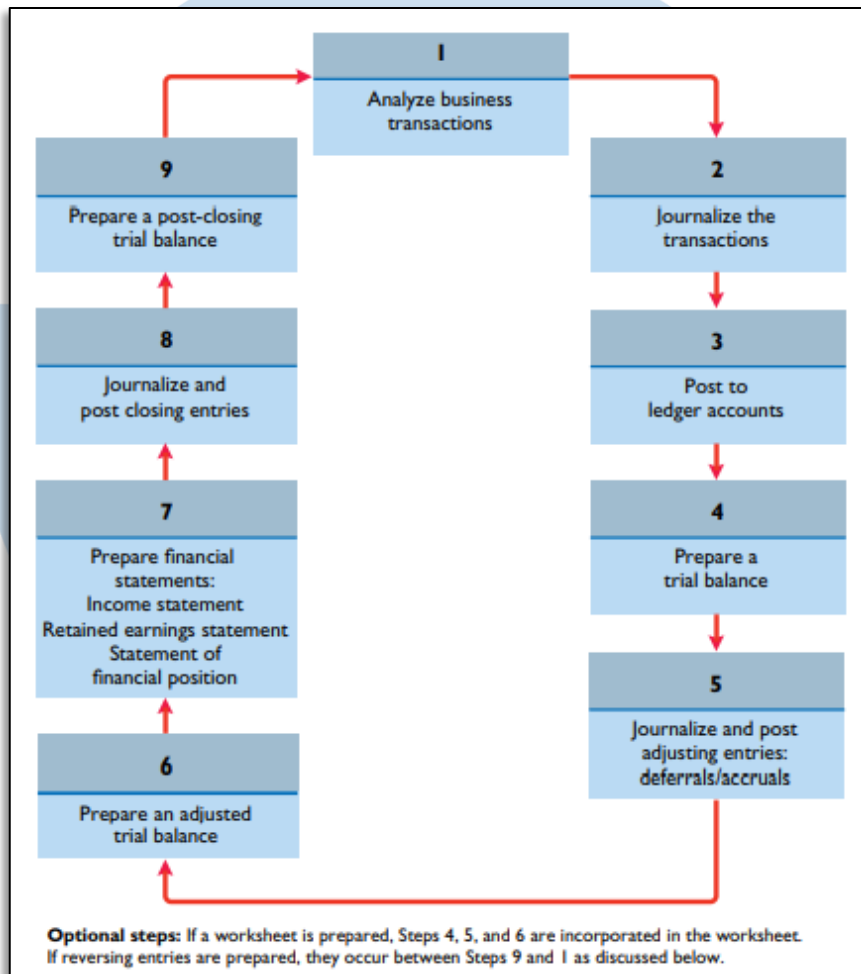 1
Analyze business
transactions
2
Journalize the
transactions
3
Post to
ledger accounts
4
Prepare a
trial balance
5
Journalize and post
adjusting entries:
deferrals/accruals
6
Prepare an adjusted
trial balance
7
Prepare financial
statements:
Income statement
Retained earnings statement
Statement of
financial position
8
Journalize and
post closing entries
9
Prepare a post-closing
trial balance
Optional steps: If a worksheet is prepared, Steps 4, 5, and 6 are incorporated in the worksheet.
If reversing entries are prepared, they occur between Steps 9 and 1 as discussed below.